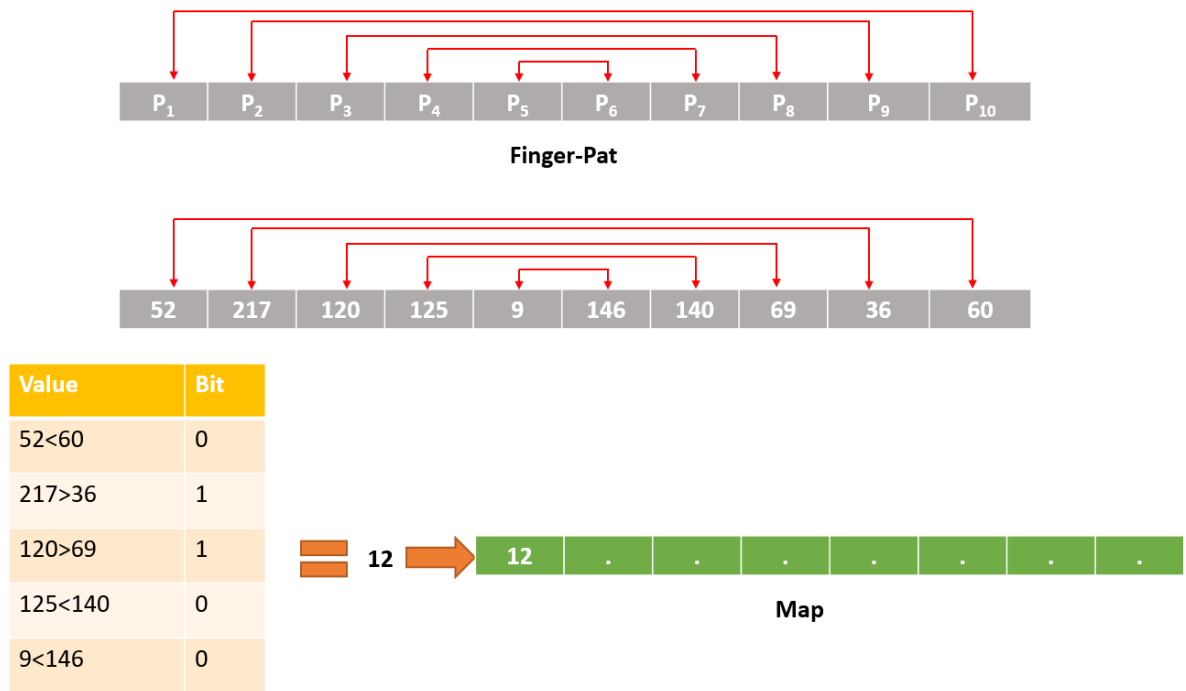 P1 P2 P3 P4 P5 P6 P7 P8 P9 P10
Finger-Pat
52 217 120 125 9 146 140 69 36 60
Value Bit
52<60 0
217>36 1
120>69 1
125<140 0
9<146 0
12
12 . . . . . . .
Map